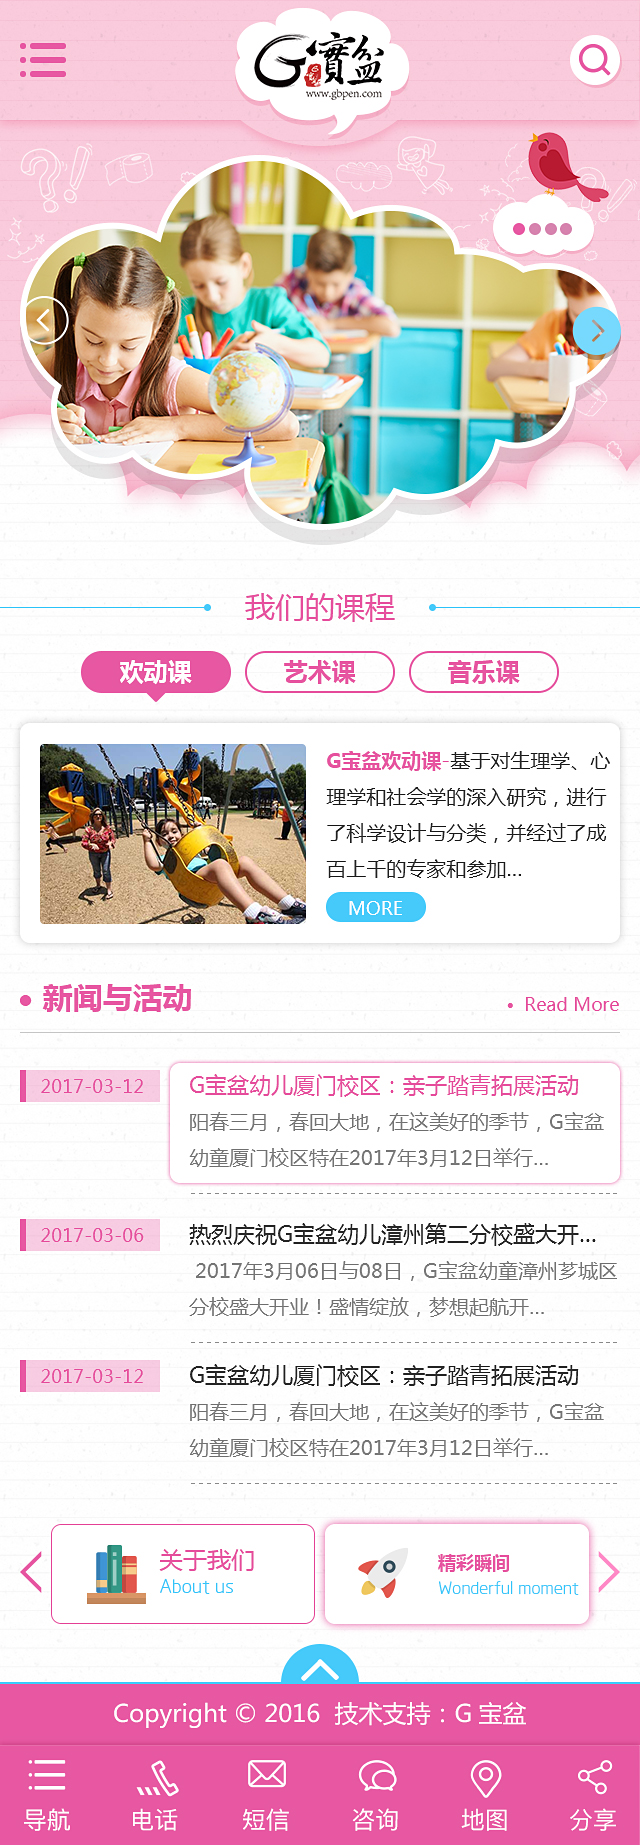 G寶盆
www.gbpen.com
我们的课程
欢动课 艺术课 音乐课
G宝盆欢动课-基于对生理学、心
理学和社会学的深入研究，进行
了科学设计与分类，并经过了成
百上千的专家和参加...
MORE
新闻与活动
• Read More
2017-03-12
G宝盆幼儿厦门校区：亲子踏青拓展活动
阳春三月，春回大地，在这美好的季节，G宝盆
幼童厦门校区特在2017年3月12日举行...
2017-03-06
热烈庆祝G宝盆幼儿漳州第二分校盛大开...
2017年3月06日与08日，G宝盆幼童漳州芗城区
分校盛大开业！盛情绽放，梦想起航开...
2017-03-12
G宝盆幼儿厦门校区：亲子踏青拓展活动
阳春三月，春回大地，在这美好的季节，G宝盆
幼童厦门校区特在2017年3月12日举行...
关于我们
About us
精彩瞬间
Wonderful moment
Copyright © 2016 技术支持：G 宝盆
导航 电话 短信 咨询 地图 分享